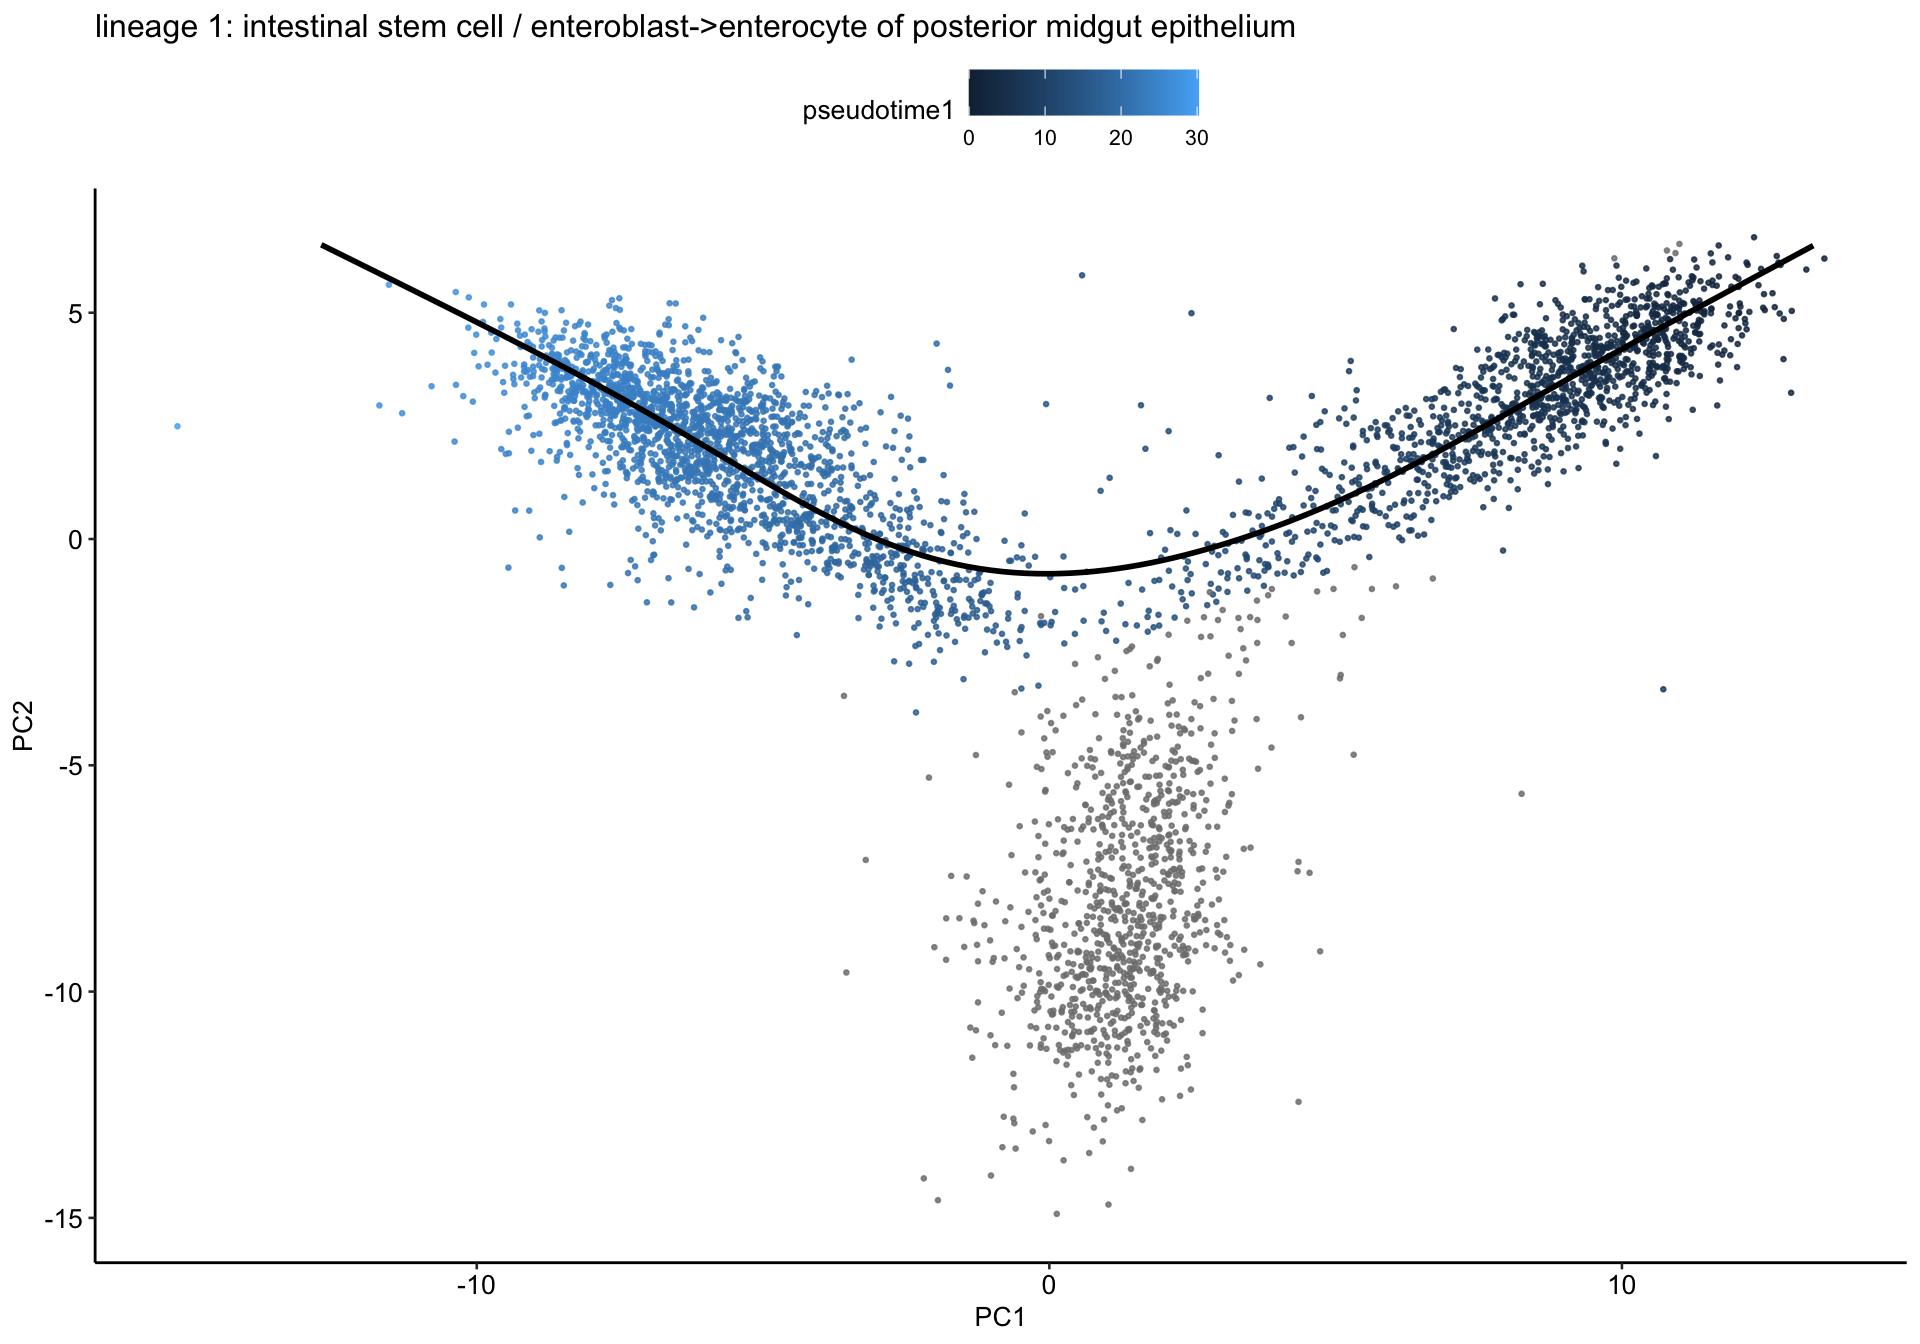 lineage 1: intestinal stem cell / enteroblast->enterocyte of posterior midgut epithelium
pseudotime1
0 10 20 30
5
0
-5
-10
-15
PC2
-10 0 10
PC1